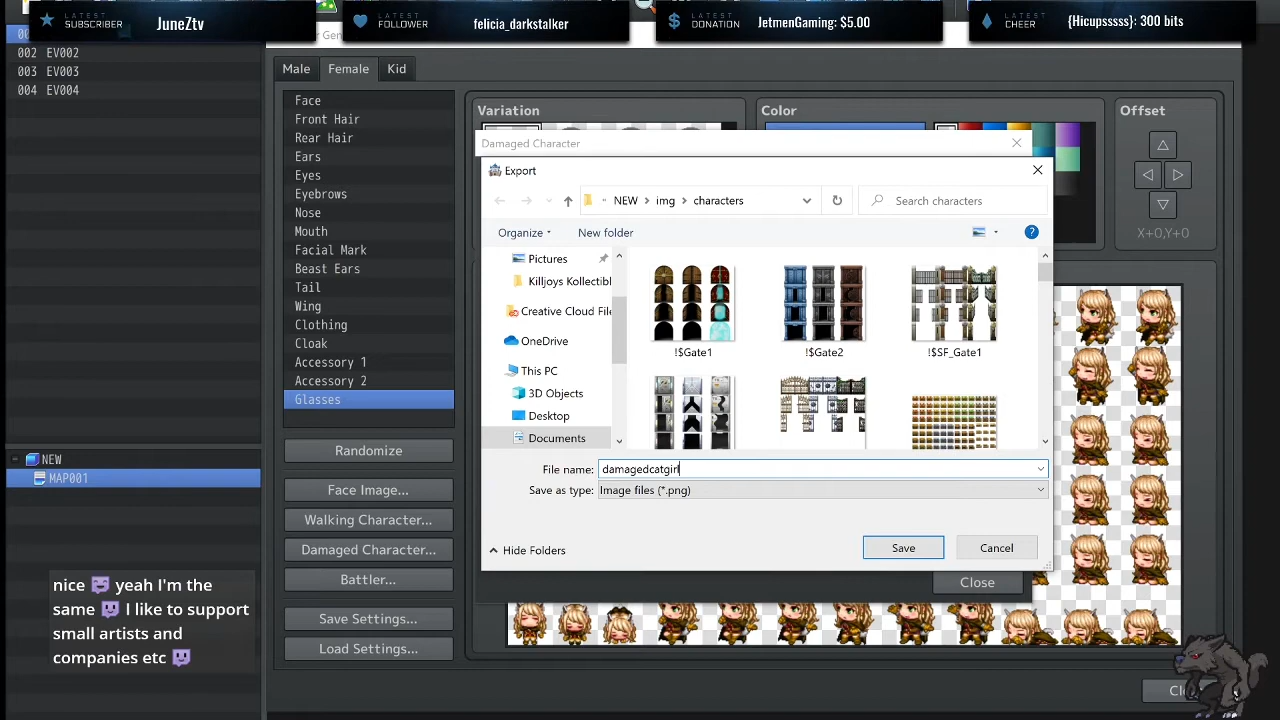 LATEST
SUBSCRIBER
JuneZtv
LATEST
FOLLOWER
felicia_darkstalker
LATEST
DONATION
JetmenGaming: $5.00
LATEST
CHEER
{Hicupsssss}: 300 bits
002 EV002
003 EV003
004 EV004
Male
Female
Kid
Face
Front Hair
Rear Hair
Ears
Eyes
Eyebrows
Nose
Mouth
Facial Mark
Beast Ears
Tail
Wing
Clothing
Cloak
Accessory 1
Accessory 2
Glasses
Randomize
Face Image...
Walking Character...
Damaged Character...
Battler...
Save Settings...
Load Settings...
Variation
Color
Offset
X+0,Y+0
Damaged Character
Export
« NEW > img > characters
Search characters
Organize
New folder
Pictures
Killjoys Kollectibl
Creative Cloud File
OneDrive
This PC
3D Objects
Desktop
Documents
!$Gate1
!$Gate2
!$SF_Gate1
File name: damagedcatgirl
Save as type: Image files (*.png)
Hide Folders
Save
Cancel
Close
NEW
MAP001
nice yeah I'm the
same I like to support
small artists and
companies etc